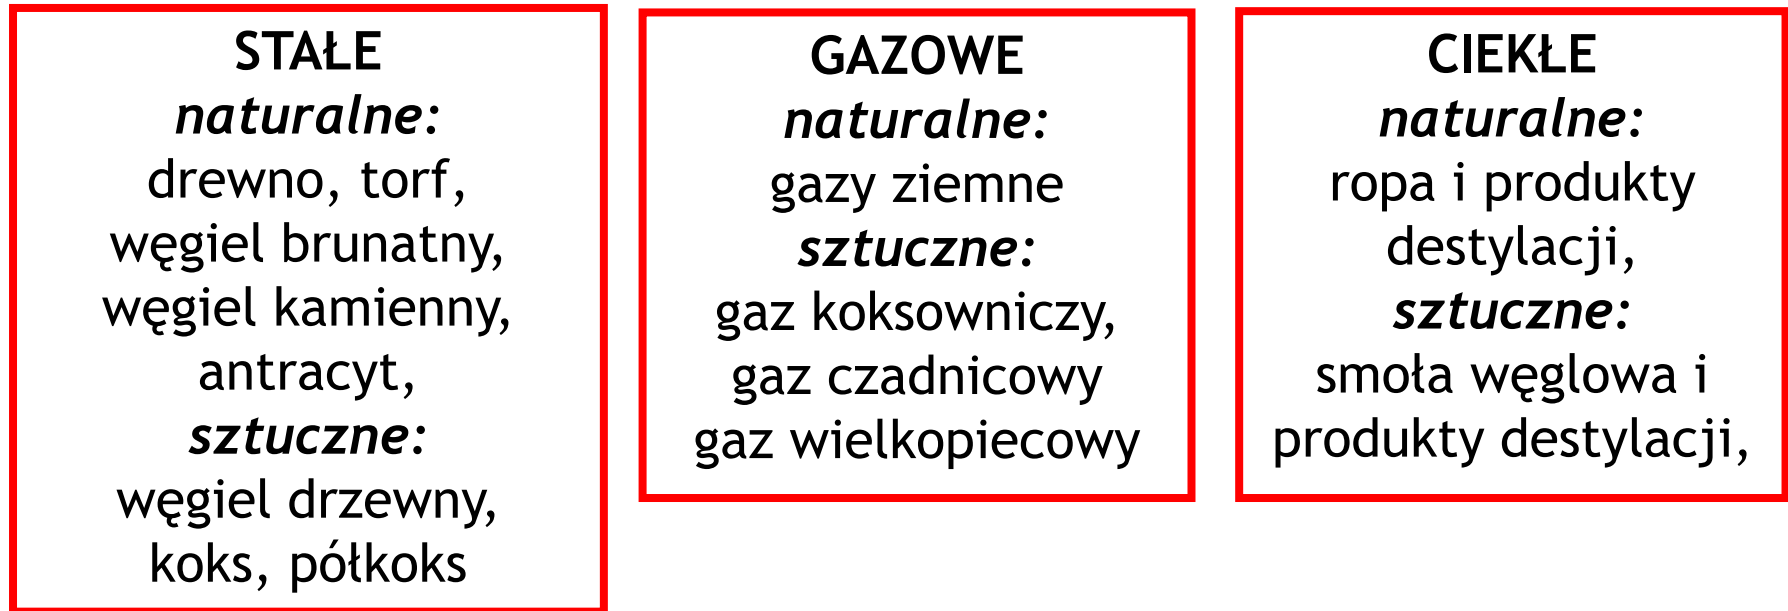 STAŁE
naturalne:
drewno, torf,
węgiel brunatny,
węgiel kamienny,
antracyt,
sztuczne:
węgiel drzewny,
koks, półkoks
GAZOWE
naturalne:
gazy ziemne
sztuczne:
gaz koksowniczy,
gaz czadnicowy
gaz wielkopiecowy
CIEKŁE
naturalne:
ropa i produkty
destylacji,
sztuczne:
smoła węglowa i
produkty destylacji,